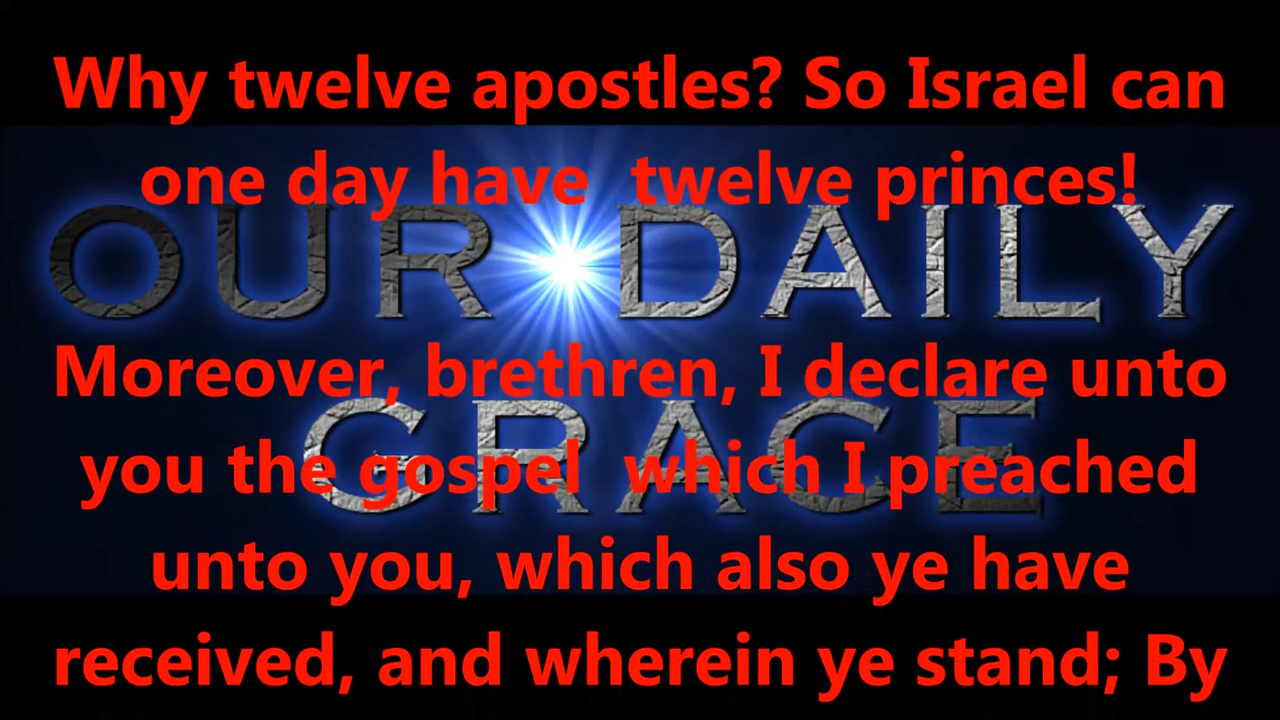 Why twelve apostles? So Israel can
one day have twelve princes!
OUR DAILY
Moreover, brethren, I declare unto
GRACE
you the gospel which I preached
unto you, which also ye have
received, and wherein ye stand; By